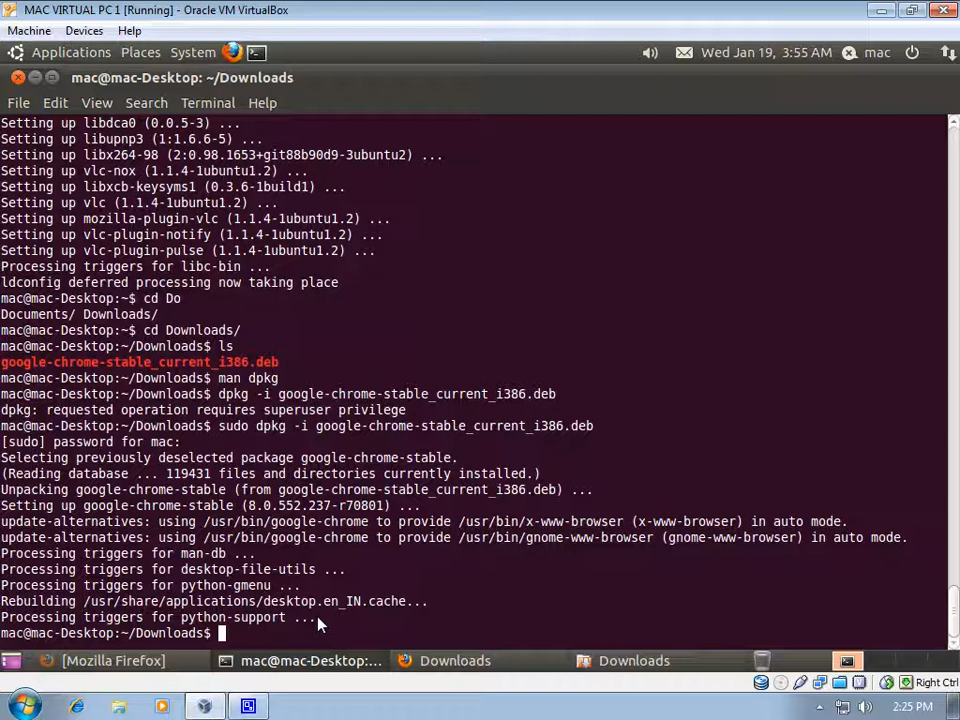 MAC VIRTUAL PC 1 [Running] - Oracle VM VirtualBox
Machine Devices Help
Applications Places System Wed Jan 19, 3:55 AM mac
mac@mac-Desktop: ~/Downloads
File Edit View Search Terminal Help
Setting up libdca0 (0.0.5-3) ...
Setting up libupnp3 (1:1.6.6-5) ...
Setting up libx264-98 (2:0.98.1653+git88b90d9-3ubuntu2) ...
Setting up vlc-nox (1.1.4-1ubuntu1.2) ...
Setting up libxcb-keysyms1 (0.3.6-1build1) ...
Setting up vlc (1.1.4-1ubuntu1.2) ...
Setting up mozilla-plugin-vlc (1.1.4-1ubuntu1.2) ...
Setting up vlc-plugin-notify (1.1.4-1ubuntu1.2) ...
Setting up vlc-plugin-pulse (1.1.4-1ubuntu1.2) ...
Processing triggers for libc-bin ...
ldconfig deferred processing now taking place
mac@mac-Desktop:~$ cd Do
Documents/ Downloads/
mac@mac-Desktop:~$ cd Downloads/
mac@mac-Desktop:~/Downloads$ ls
google-chrome-stable_current_i386.deb
mac@mac-Desktop:~/Downloads$ man dpkg
mac@mac-Desktop:~/Downloads$ dpkg -i google-chrome-stable_current_i386.deb
dpkg: requested operation requires superuser privilege
mac@mac-Desktop:~/Downloads$ sudo dpkg -i google-chrome-stable_current_i386.deb
[sudo] password for mac:
Selecting previously deselected package google-chrome-stable.
(Reading database ... 119431 files and directories currently installed.)
Unpacking google-chrome-stable (from google-chrome-stable_current_i386.deb) ...
Setting up google-chrome-stable (8.0.552.237-r70801) ...
update-alternatives: using /usr/bin/google-chrome to provide /usr/bin/x-www-browser (x-www-browser) in auto mode.
update-alternatives: using /usr/bin/google-chrome to provide /usr/bin/gnome-www-browser (gnome-www-browser) in auto mode.
Processing triggers for man-db ...
Processing triggers for desktop-file-utils ...
Processing triggers for python-gmenu ...
Rebuilding /usr/share/applications/desktop.en_IN.cache...
Processing triggers for python-support ...
mac@mac-Desktop:~/Downloads$
[Mozilla Firefox] mac@mac-Desktop:... Downloads Downloads
Right Ctrl
2:25 PM